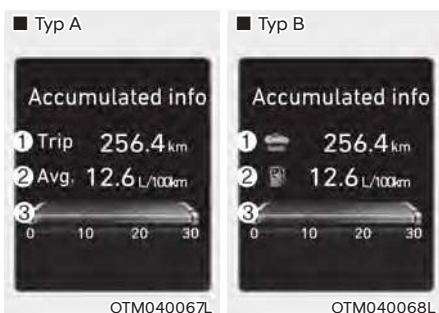 ■ Typ A
Accumulated info
① Trip 256.4 km
② Avg. 12.6 L/100km
③
0 10 20 30
OTM040067L
■ Typ B
Accumulated info
① 256.4 km
② 12.6 L/100km
③
0 10 20 30
OTM040068L